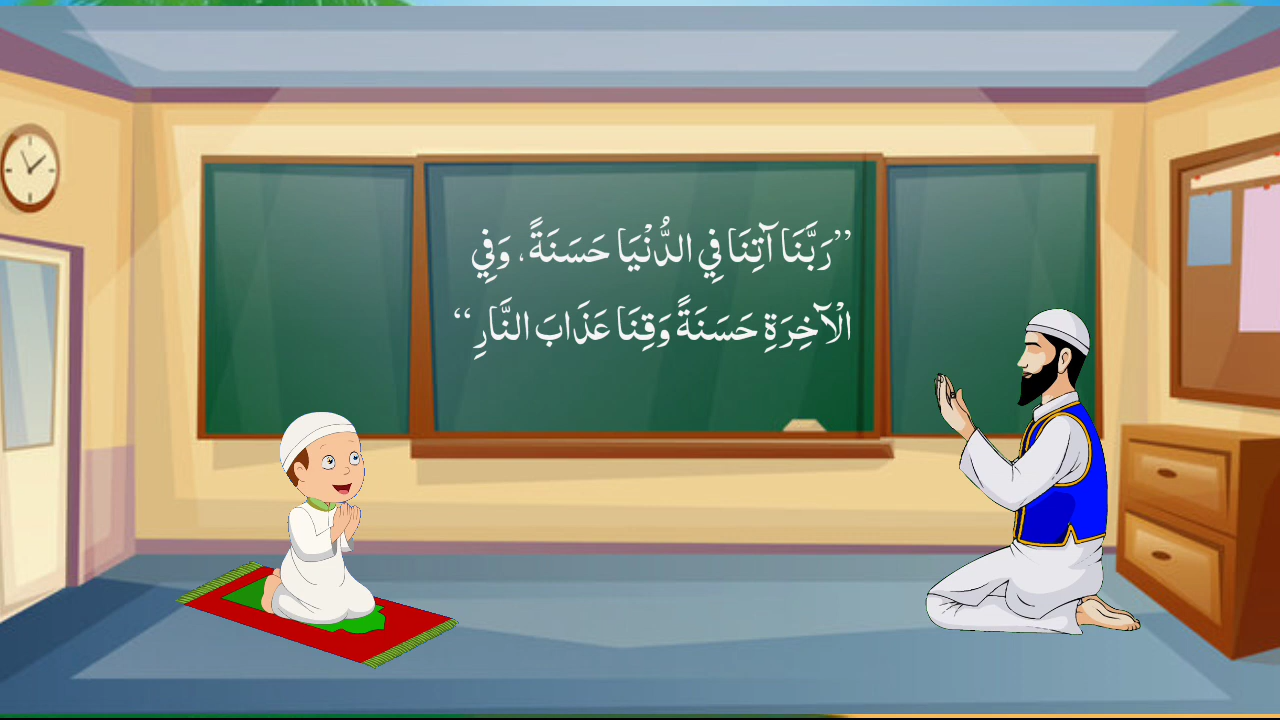 ”رَبَّنَا آتِنَا فِي الدُّنْيَا حَسَنَةً، وَفِي
الْآخِرَةِ حَسَنَةً وَقِنَا عَذَابَ النَّارِ“